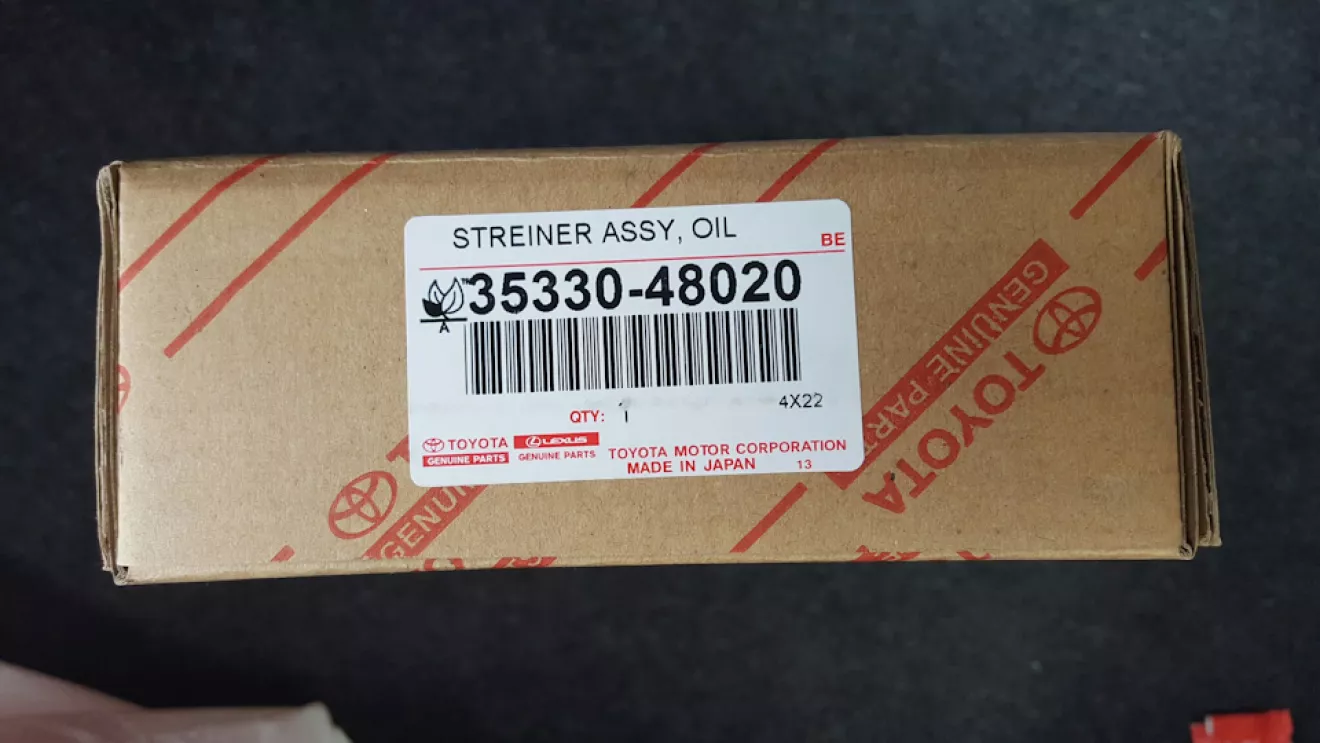 STREINER ASSY, OIL
BE
35330-48020
A
4X22
QTY: 1
TOYOTA
GENUINE PARTS
LEXUS
GENUINE PARTS
TOYOTA MOTOR CORPORATION
MADE IN JAPAN 13
GENUINE PARTS
TOYOTA
GENUIN